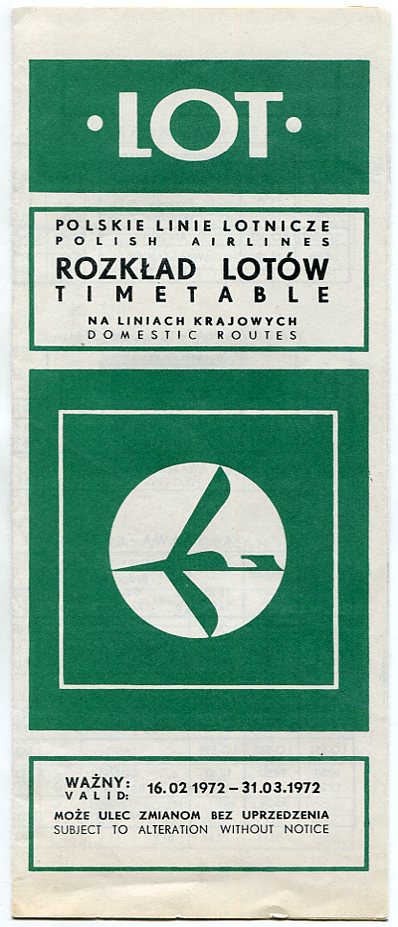 ·LOT·
POLSKIE LINIE LOTNICZE
POLISH AIRLINES
ROZKŁAD LOTÓW
TIMETABLE
NA LINIACH KRAJOWYCH
DOMESTIC ROUTES
WAŻNY:
VALID:
16.02 1972 – 31.03.1972
MOŻE ULEC ZMIANOM BEZ UPRZEDZENIA
SUBJECT TO ALTERATION WITHOUT NOTICE